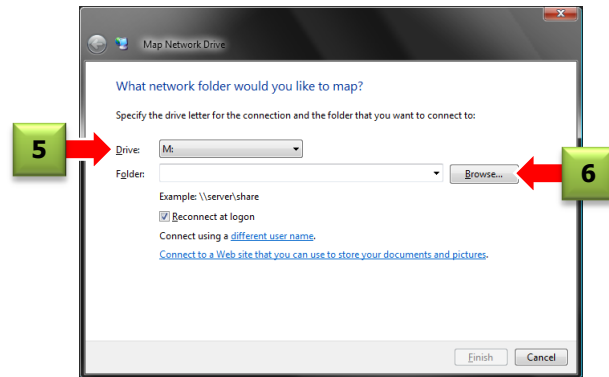 Map Network Drive
What network folder would you like to map?
Specify the drive letter for the connection and the folder that you want to connect to:
5
Drive: M:
Folder: Browse... 6
Example: \\server\share
Reconnect at logon
Connect using a different user name.
Connect to a Web site that you can use to store your documents and pictures.
Finish Cancel